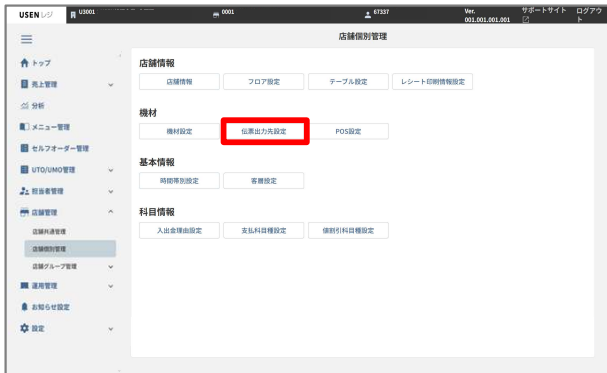 USEN レジ U3001 0001 67337 Ver. 001.001.001.001 サポートサイト ログアウト
店舗個別管理
トップ
売上管理
分析
メニュー管理
セルフオーダー管理
UTO/UMO管理
担当者管理
店舗管理
店舗共通管理
店舗個別管理
店舗グループ管理
運用管理
お知らせ設定
設定
店舗情報
店舗情報 フロア設定 テーブル設定 レシート印刷情報設定
機材
機材設定 伝票出力先設定 POS設定
基本情報
時間帯別設定 客層設定
科目情報
入出金理由設定 支払科目種設定 値割引科目種設定